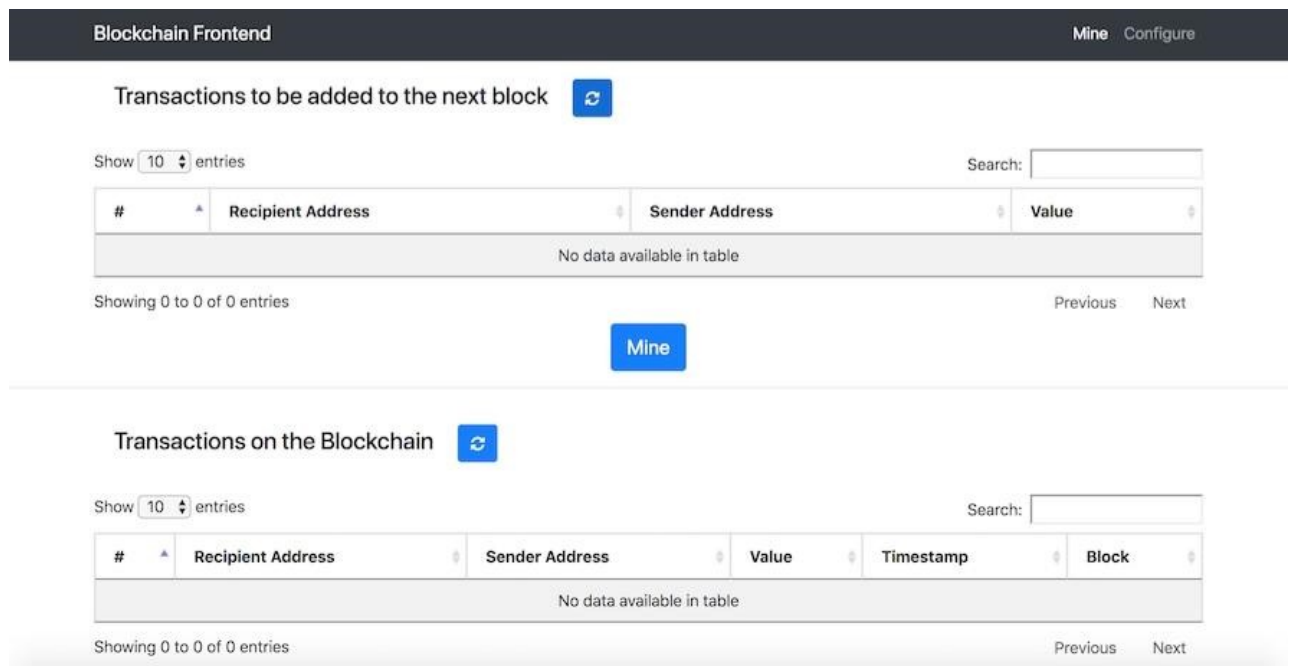 Blockchain Frontend Mine Configure
Transactions to be added to the next block
Show 10 entries Search:
# Recipient Address Sender Address Value
No data available in table
Showing 0 to 0 of 0 entries Previous Next
Mine
Transactions on the Blockchain
Show 10 entries Search:
# Recipient Address Sender Address Value Timestamp Block
No data available in table
Showing 0 to 0 of 0 entries Previous Next